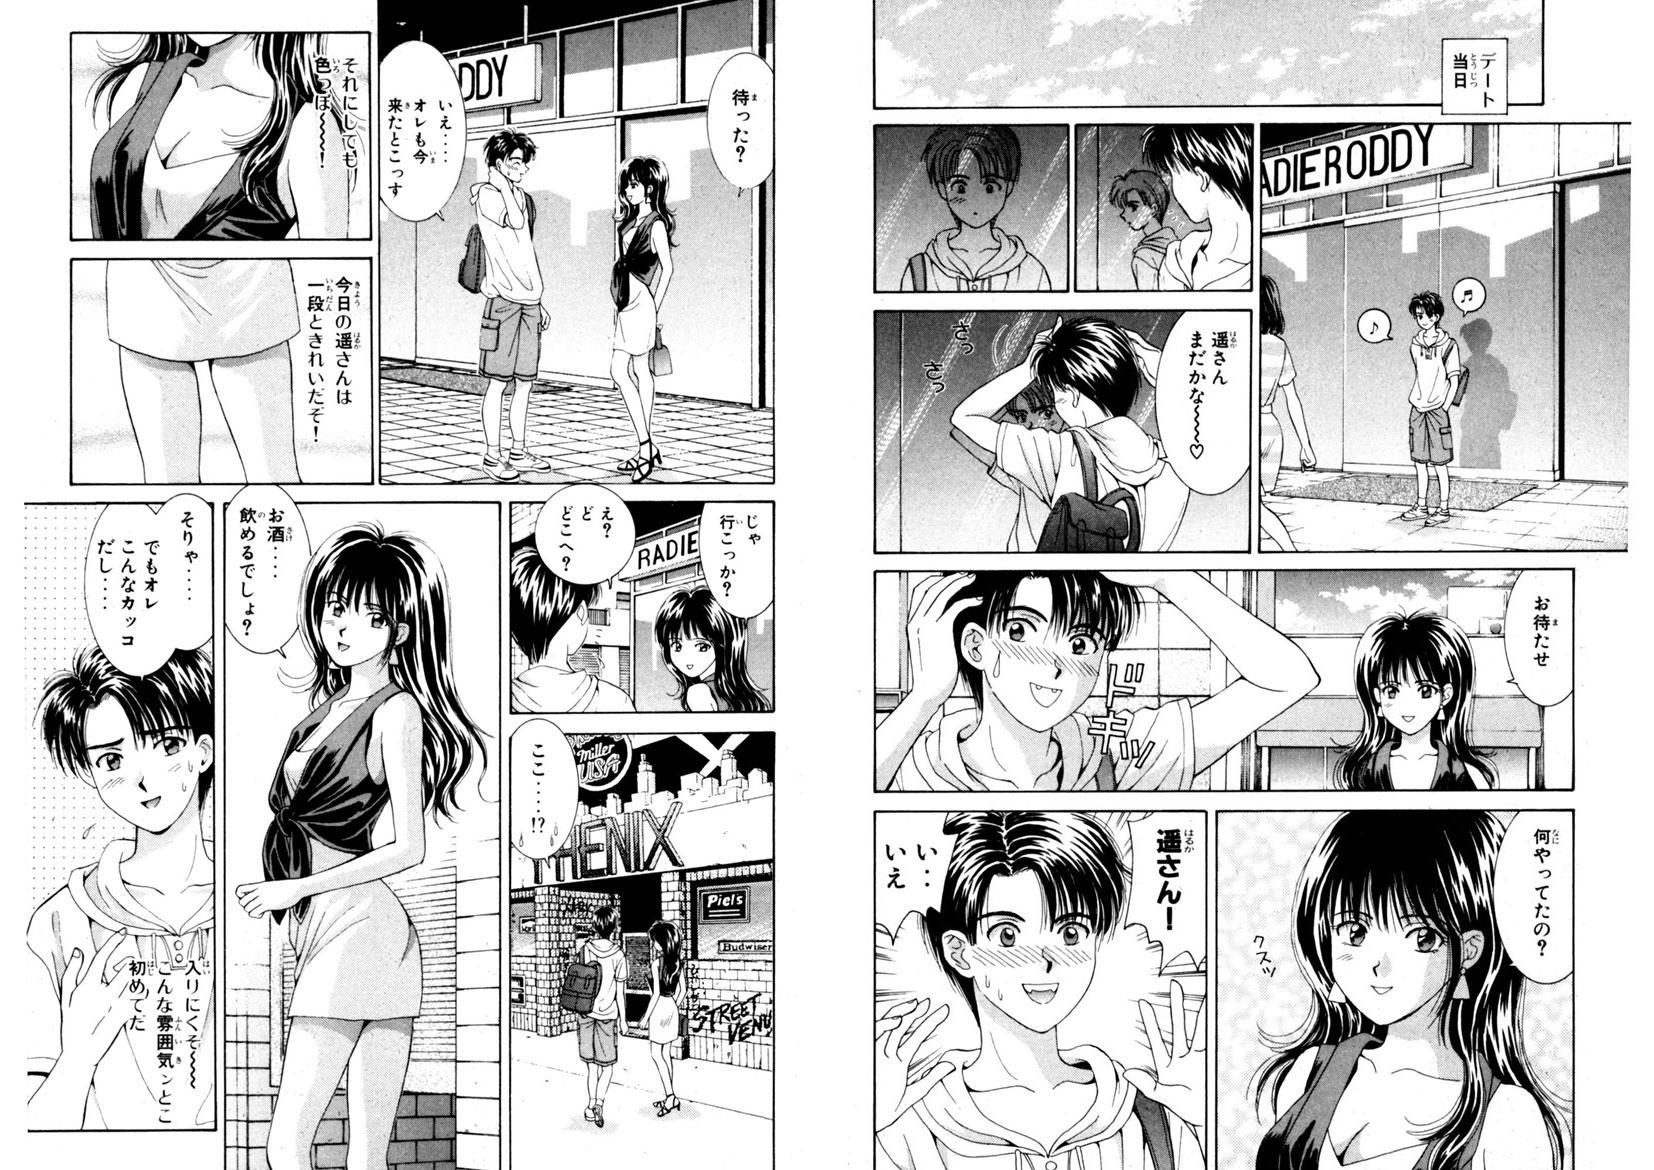 デート
当日
ADIERODDY
♪
♬
遥さん
まだかな〜〜〜♡
さっ
さっ
お待たせ
ドキッ
何やってたの？
クスッ
遥さん！
い‥
いえ
待った？
いえ‥‥
オレも今
来たとこっす
ODDY
それにしても
色っぽ〜〜〜〜！
今日の遥さんは
一段ときれいだぞ！
じゃ
行こっか？
え？
ど
どこへ？
RADIE
ここ‥‥‥!?
Miller
USA
PHENIX
Piels
Budwiser
STREET
VENU
お酒‥‥
飲めるでしょ？
そりゃ‥‥
でもオレ
こんなカッコ
だし‥‥
入りにくそ〜〜〜
こんな雰囲気ンとこ
初めてだ